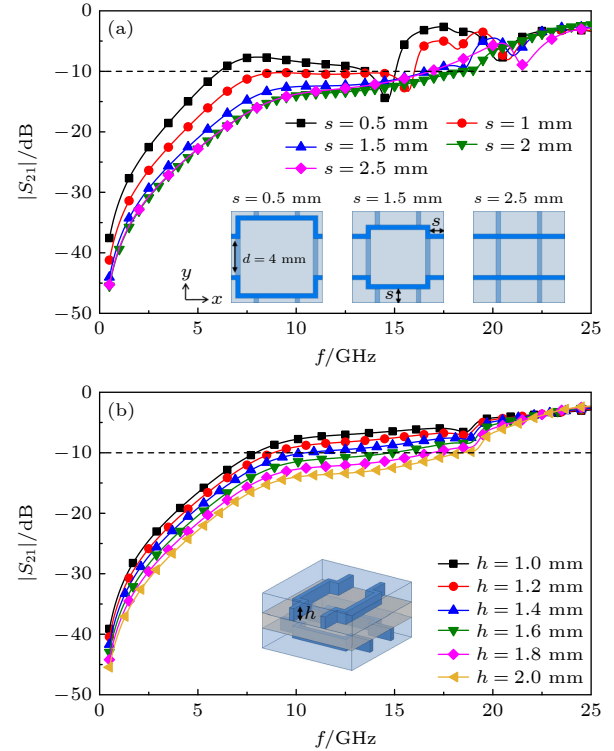 (a)
0
−10
−20
−30
−40
−50
|S₂₁|/dB
s = 0.5 mm
s = 1 mm
s = 1.5 mm
s = 2 mm
s = 2.5 mm
s = 0.5 mm
s = 1.5 mm
s = 2.5 mm
s
d = 4 mm
y
x
s
0
5
10
15
20
25
f/GHz
(b)
0
−10
−20
−30
−40
−50
|S₂₁|/dB
h = 1.0 mm
h = 1.2 mm
h = 1.4 mm
h = 1.6 mm
h = 1.8 mm
h = 2.0 mm
h
0
5
10
15
20
25
f/GHz